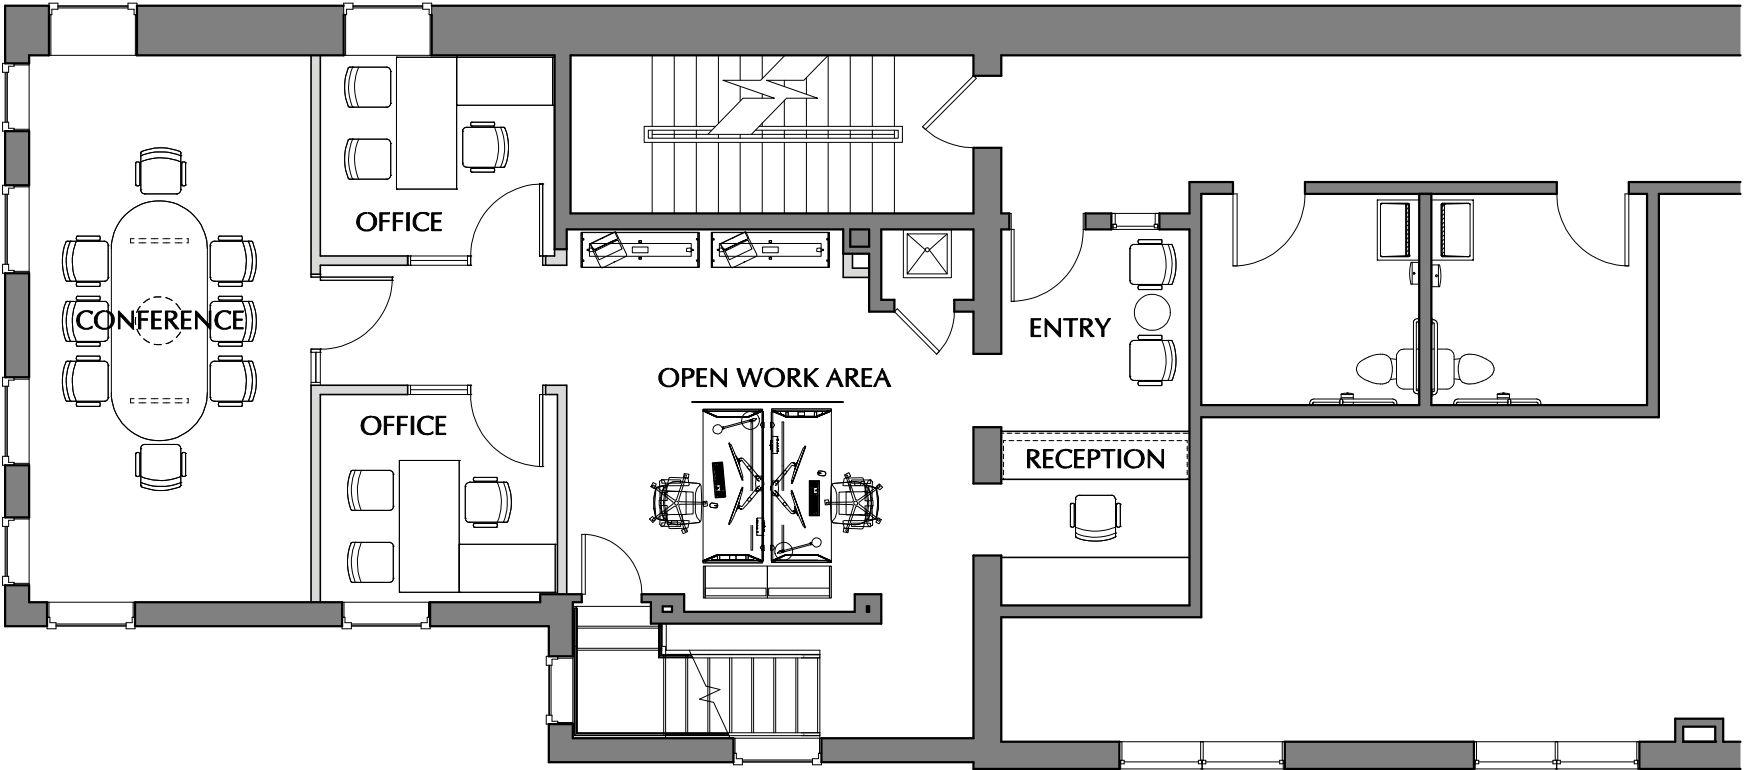 OFFICE
CONFERENCE
ENTRY
OPEN WORK AREA
OFFICE
RECEPTION